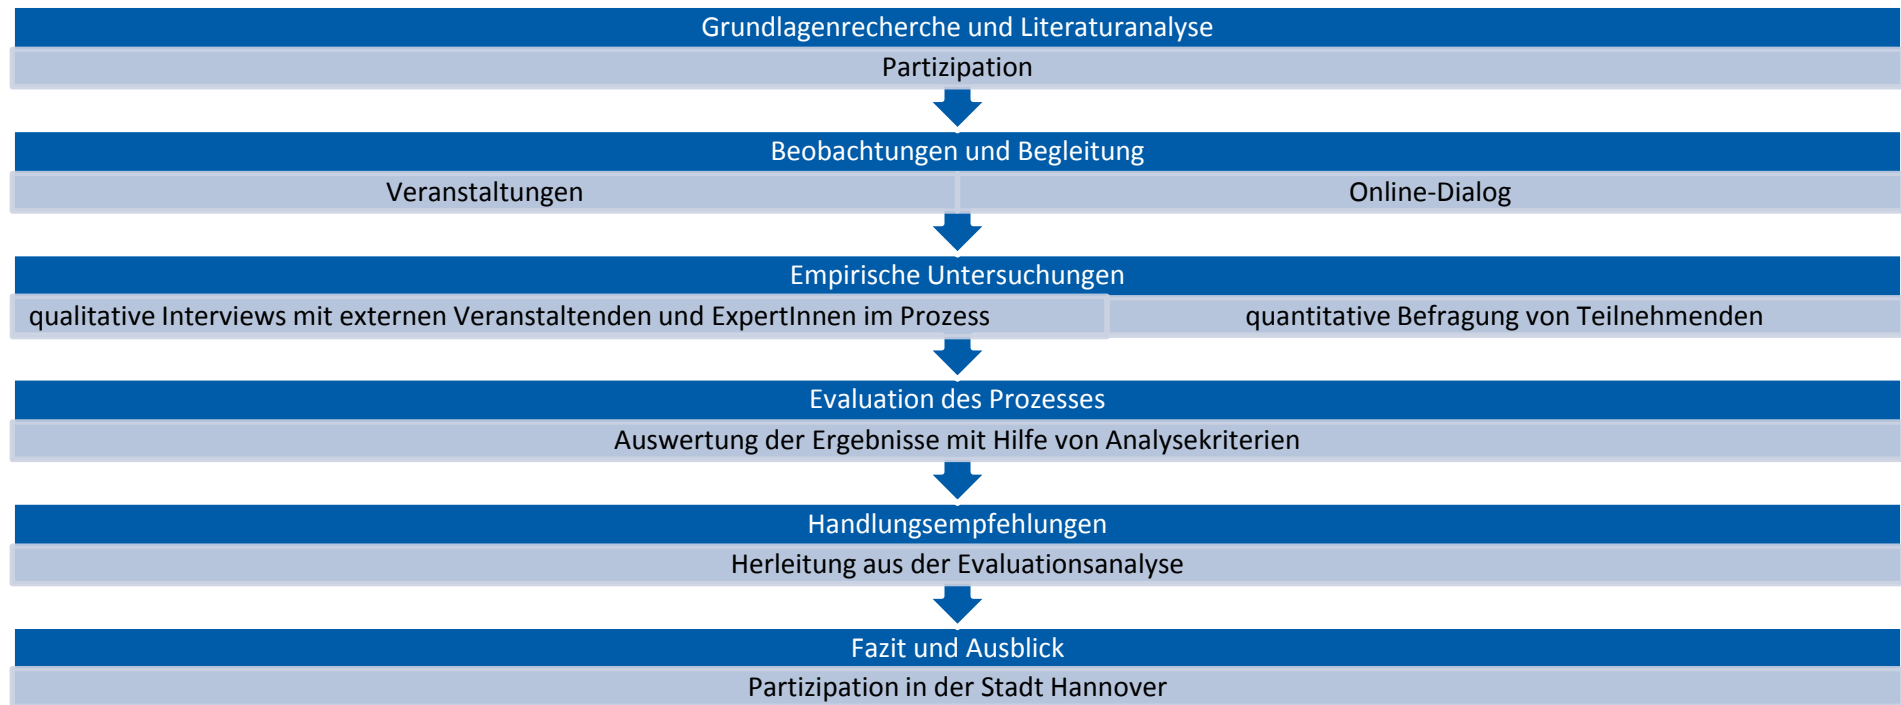 Grundlagenrecherche und Literaturanalyse
Partizipation
Beobachtungen und Begleitung
Veranstaltungen
Online-Dialog
Empirische Untersuchungen
qualitative Interviews mit externen Veranstaltenden und ExpertInnen im Prozess
quantitative Befragung von Teilnehmenden
Evaluation des Prozesses
Auswertung der Ergebnisse mit Hilfe von Analysekriterien
Handlungsempfehlungen
Herleitung aus der Evaluationsanalyse
Fazit und Ausblick
Partizipation in der Stadt Hannover